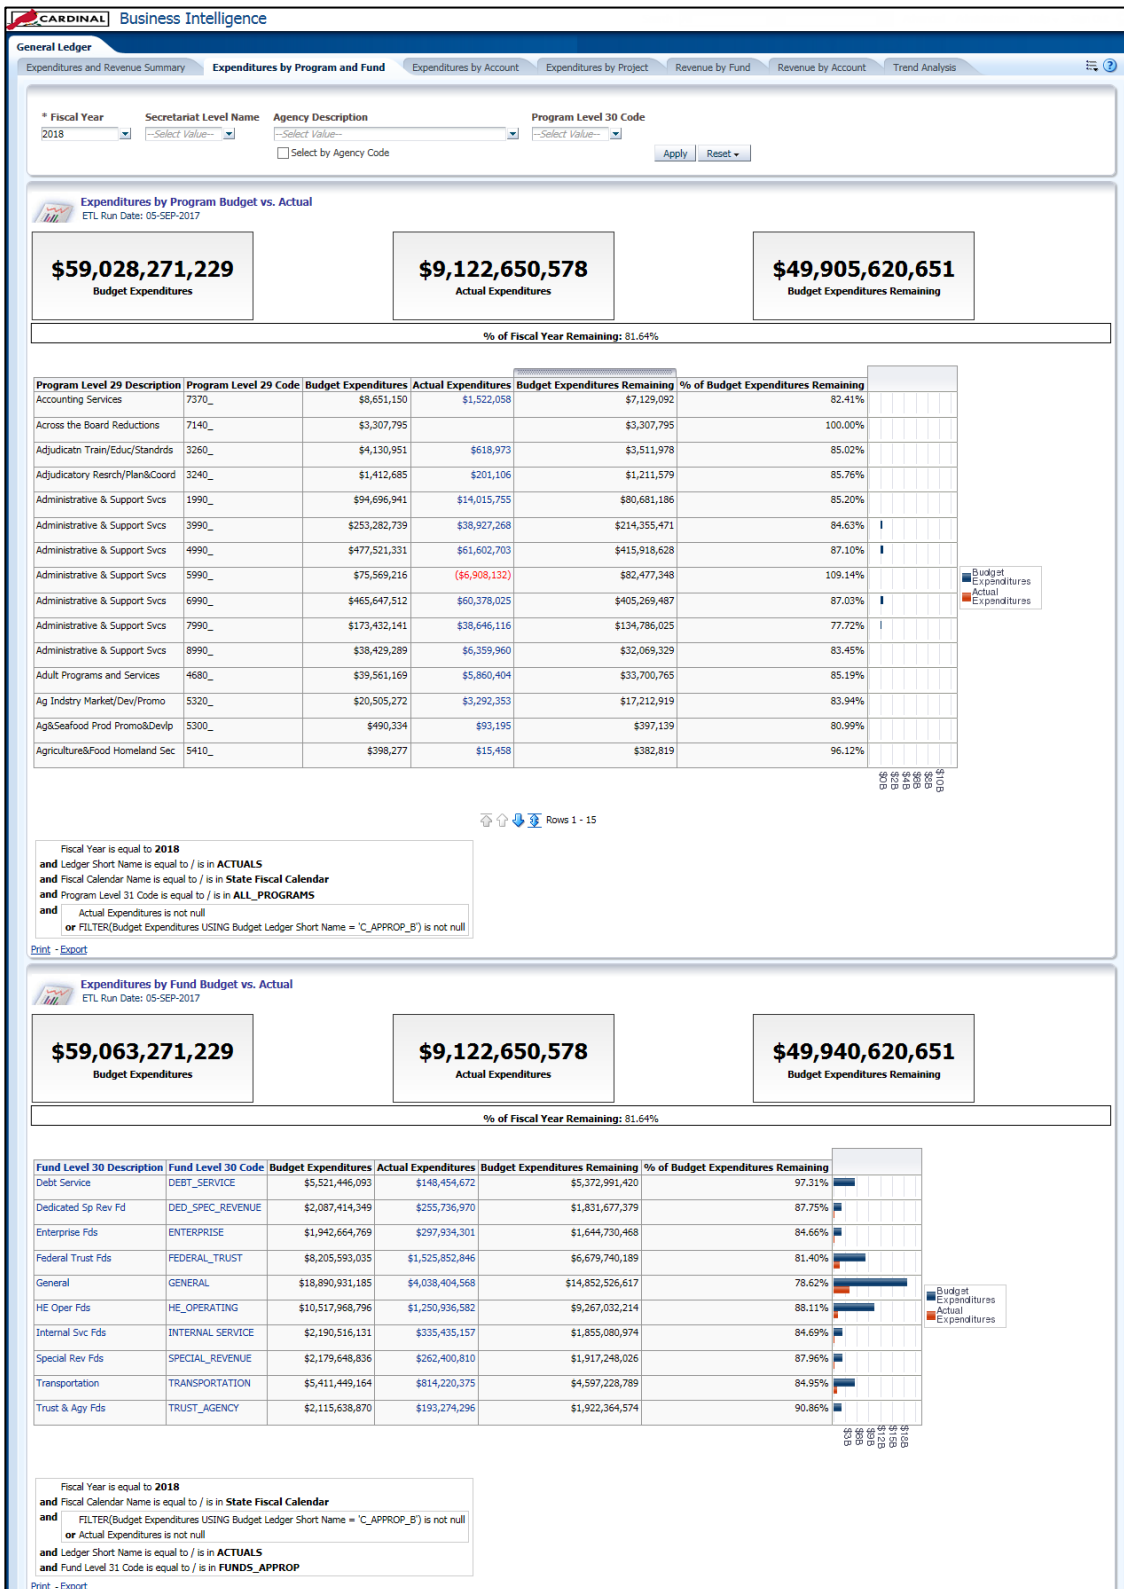 CARDINAL Business Intelligence
General Ledger
Expenditures and Revenue Summary Expenditures by Program and Fund Expenditures by Account Expenditures by Project Revenue by Fund Revenue by Account Trend Analysis
* Fiscal Year Secretariat Level Name Agency Description Program Level 30 Code
2018 --Select Value-- --Select Value-- --Select Value--
Select by Agency Code
Apply Reset
Expenditures by Program Budget vs. Actual
ETL Run Date: 05-SEP-2017
$59,028,271,229 $9,122,650,578 $49,905,620,651
Budget Expenditures Actual Expenditures Budget Expenditures Remaining
% of Fiscal Year Remaining: 81.64%
Program Level 29 Description Program Level 29 Code Budget Expenditures Actual Expenditures Budget Expenditures Remaining % of Budget Expenditures Remaining
Accounting Services 7370_ $8,651,150 $1,522,058 $7,129,092 82.41%
Across the Board Reductions 7140_ $3,307,795 $3,307,795 100.00%
Adjudicatn Train/Educ/Standrds 3260_ $4,130,951 $618,973 $3,511,978 85.02%
Adjudicatory Resrch/Plan&Coord 3240_ $1,412,685 $201,106 $1,211,579 85.76%
Administrative & Support Svcs 1990_ $94,696,941 $14,015,755 $80,681,186 85.20%
Administrative & Support Svcs 3990_ $253,282,739 $38,927,268 $214,355,471 84.63%
Administrative & Support Svcs 4990_ $477,521,331 $61,602,703 $415,918,628 87.10%
Administrative & Support Svcs 5990_ $75,569,216 ($6,908,132) $82,477,348 109.14%
Administrative & Support Svcs 6990_ $465,647,512 $60,378,025 $405,269,487 87.03%
Administrative & Support Svcs 7990_ $173,432,141 $38,646,116 $134,786,025 77.72%
Administrative & Support Svcs 8990_ $38,429,289 $6,359,960 $32,069,329 83.45%
Adult Programs and Services 4680_ $39,561,169 $5,860,404 $33,700,765 85.19%
Ag Indstry Market/Dev/Promo 5320_ $20,505,272 $3,292,353 $17,212,919 83.94%
Ag&Seafood Prod Promo&Devlp 5300_ $490,334 $93,195 $397,139 80.99%
Agriculture&Food Homeland Sec 5410_ $398,277 $15,458 $382,819 96.12%
Budget Expenditures
Actual Expenditures
$0B $2B $4B $6B $8B $10B
Rows 1 - 15
Fiscal Year is equal to 2018
and Ledger Short Name is equal to / is in ACTUALS
and Fiscal Calendar Name is equal to / is in State Fiscal Calendar
and Program Level 31 Code is equal to / is in ALL_PROGRAMS
and Actual Expenditures is not null
or FILTER(Budget Expenditures USING Budget Ledger Short Name = 'C_APPROP_B') is not null
Print - Export
Expenditures by Fund Budget vs. Actual
ETL Run Date: 05-SEP-2017
$59,063,271,229 $9,122,650,578 $49,940,620,651
Budget Expenditures Actual Expenditures Budget Expenditures Remaining
% of Fiscal Year Remaining: 81.64%
Fund Level 30 Description Fund Level 30 Code Budget Expenditures Actual Expenditures Budget Expenditures Remaining % of Budget Expenditures Remaining
Debt Service DEBT_SERVICE $5,521,446,093 $148,454,672 $5,372,991,420 97.31%
Dedicated Sp Rev Fd DED_SPEC_REVENUE $2,087,414,349 $255,736,970 $1,831,677,379 87.75%
Enterprise Fds ENTERPRISE $1,942,664,769 $297,934,301 $1,644,730,468 84.66%
Federal Trust Fds FEDERAL_TRUST $8,205,593,035 $1,525,852,846 $6,679,740,189 81.40%
General GENERAL $18,890,931,185 $4,038,404,568 $14,852,526,617 78.62%
HE Oper Fds HE_OPERATING $10,517,968,796 $1,250,936,582 $9,267,032,214 88.11%
Internal Svc Fds INTERNAL SERVICE $2,190,516,131 $335,435,157 $1,855,080,974 84.69%
Special Rev Fds SPECIAL_REVENUE $2,179,648,836 $262,400,810 $1,917,248,026 87.96%
Transportation TRANSPORTATION $5,411,449,164 $814,220,375 $4,597,228,789 84.95%
Trust & Agy Fds TRUST_AGENCY $2,115,638,870 $193,274,296 $1,922,364,574 90.86%
Budget Expenditures
Actual Expenditures
$3B $6B $9B $12B $15B $18B
Fiscal Year is equal to 2018
and Fiscal Calendar Name is equal to / is in State Fiscal Calendar
and FILTER(Budget Expenditures USING Budget Ledger Short Name = 'C_APPROP_B') is not null
or Actual Expenditures is not null
and Ledger Short Name is equal to / is in ACTUALS
and Fund Level 31 Code is equal to / is in FUNDS_APPROP
Print - Export